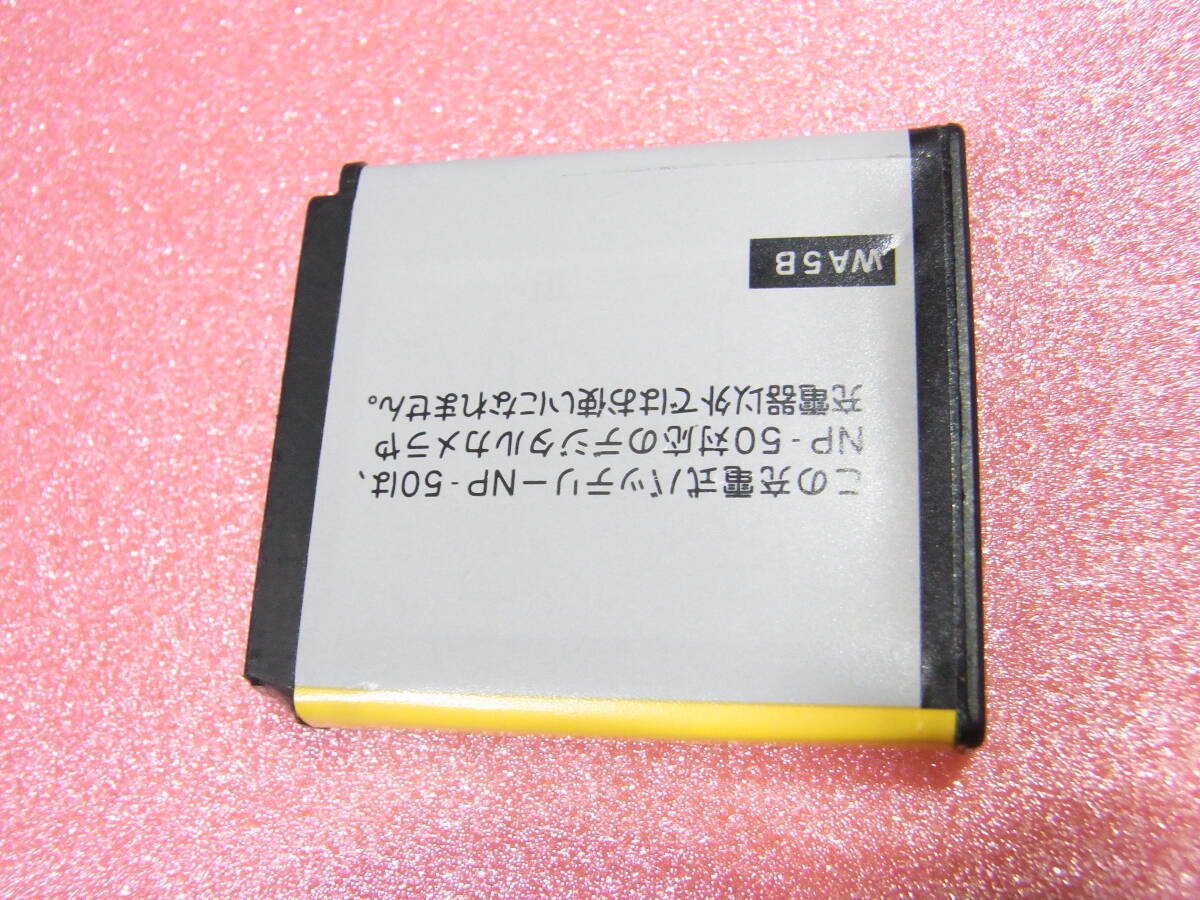 この充電式バッテリーNP-50は、
NP-50対応のデジタルカメラや
充電器以外ではお使いになれません。
WA5B